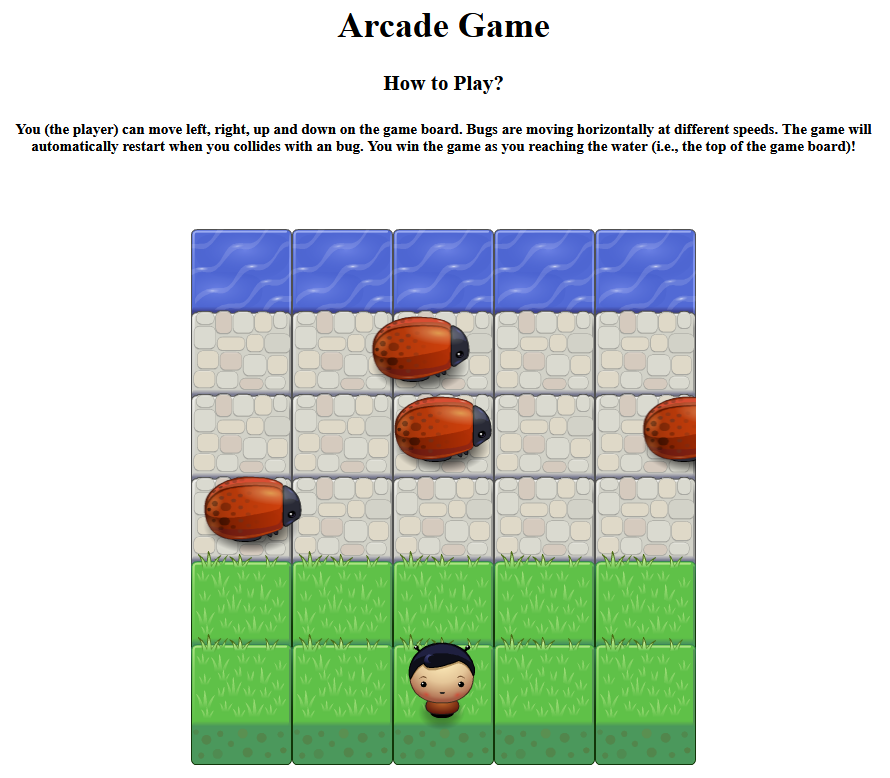 Arcade Game
How to Play?
You (the player) can move left, right, up and down on the game board. Bugs are moving horizontally at different speeds. The game will
automatically restart when you collides with an bug. You win the game as you reaching the water (i.e., the top of the game board)!